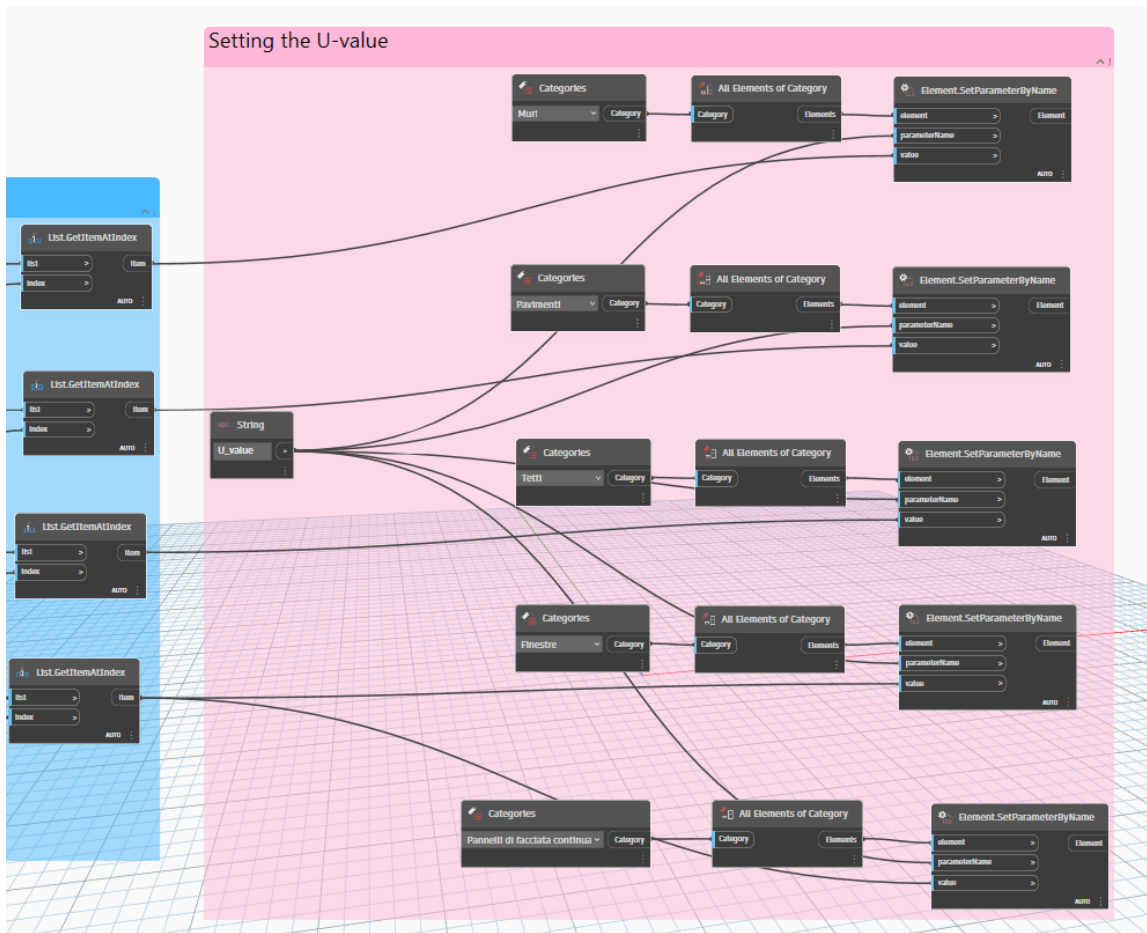 Setting the U-value
Categories
Muri
Category
All Elements of Category
Category
Elements
Element.SetParameterByName
element >
Element
parameterName >
value >
AUTO
List.GetItemAtIndex
list >
Item
index >
AUTO
Categories
Pavimenti
Category
All Elements of Category
Category
Elements
Element.SetParameterByName
element >
Element
parameterName >
value >
AUTO
List.GetItemAtIndex
list >
Item
index >
AUTO
ABC String
U_value >
Categories
Tetti
Category
All Elements of Category
Category
Elements
Element.SetParameterByName
element >
Element
parameterName >
value >
AUTO
List.GetItemAtIndex
list >
Item
index >
AUTO
Categories
Finestre
Category
All Elements of Category
Category
Elements
Element.SetParameterByName
element >
Element
parameterName >
value >
AUTO
List.GetItemAtIndex
list >
Item
index >
AUTO
Categories
Pannelli di facciata continua
Category
All Elements of Category
Category
Elements
Element.SetParameterByName
element >
Element
parameterName >
value >
AUTO